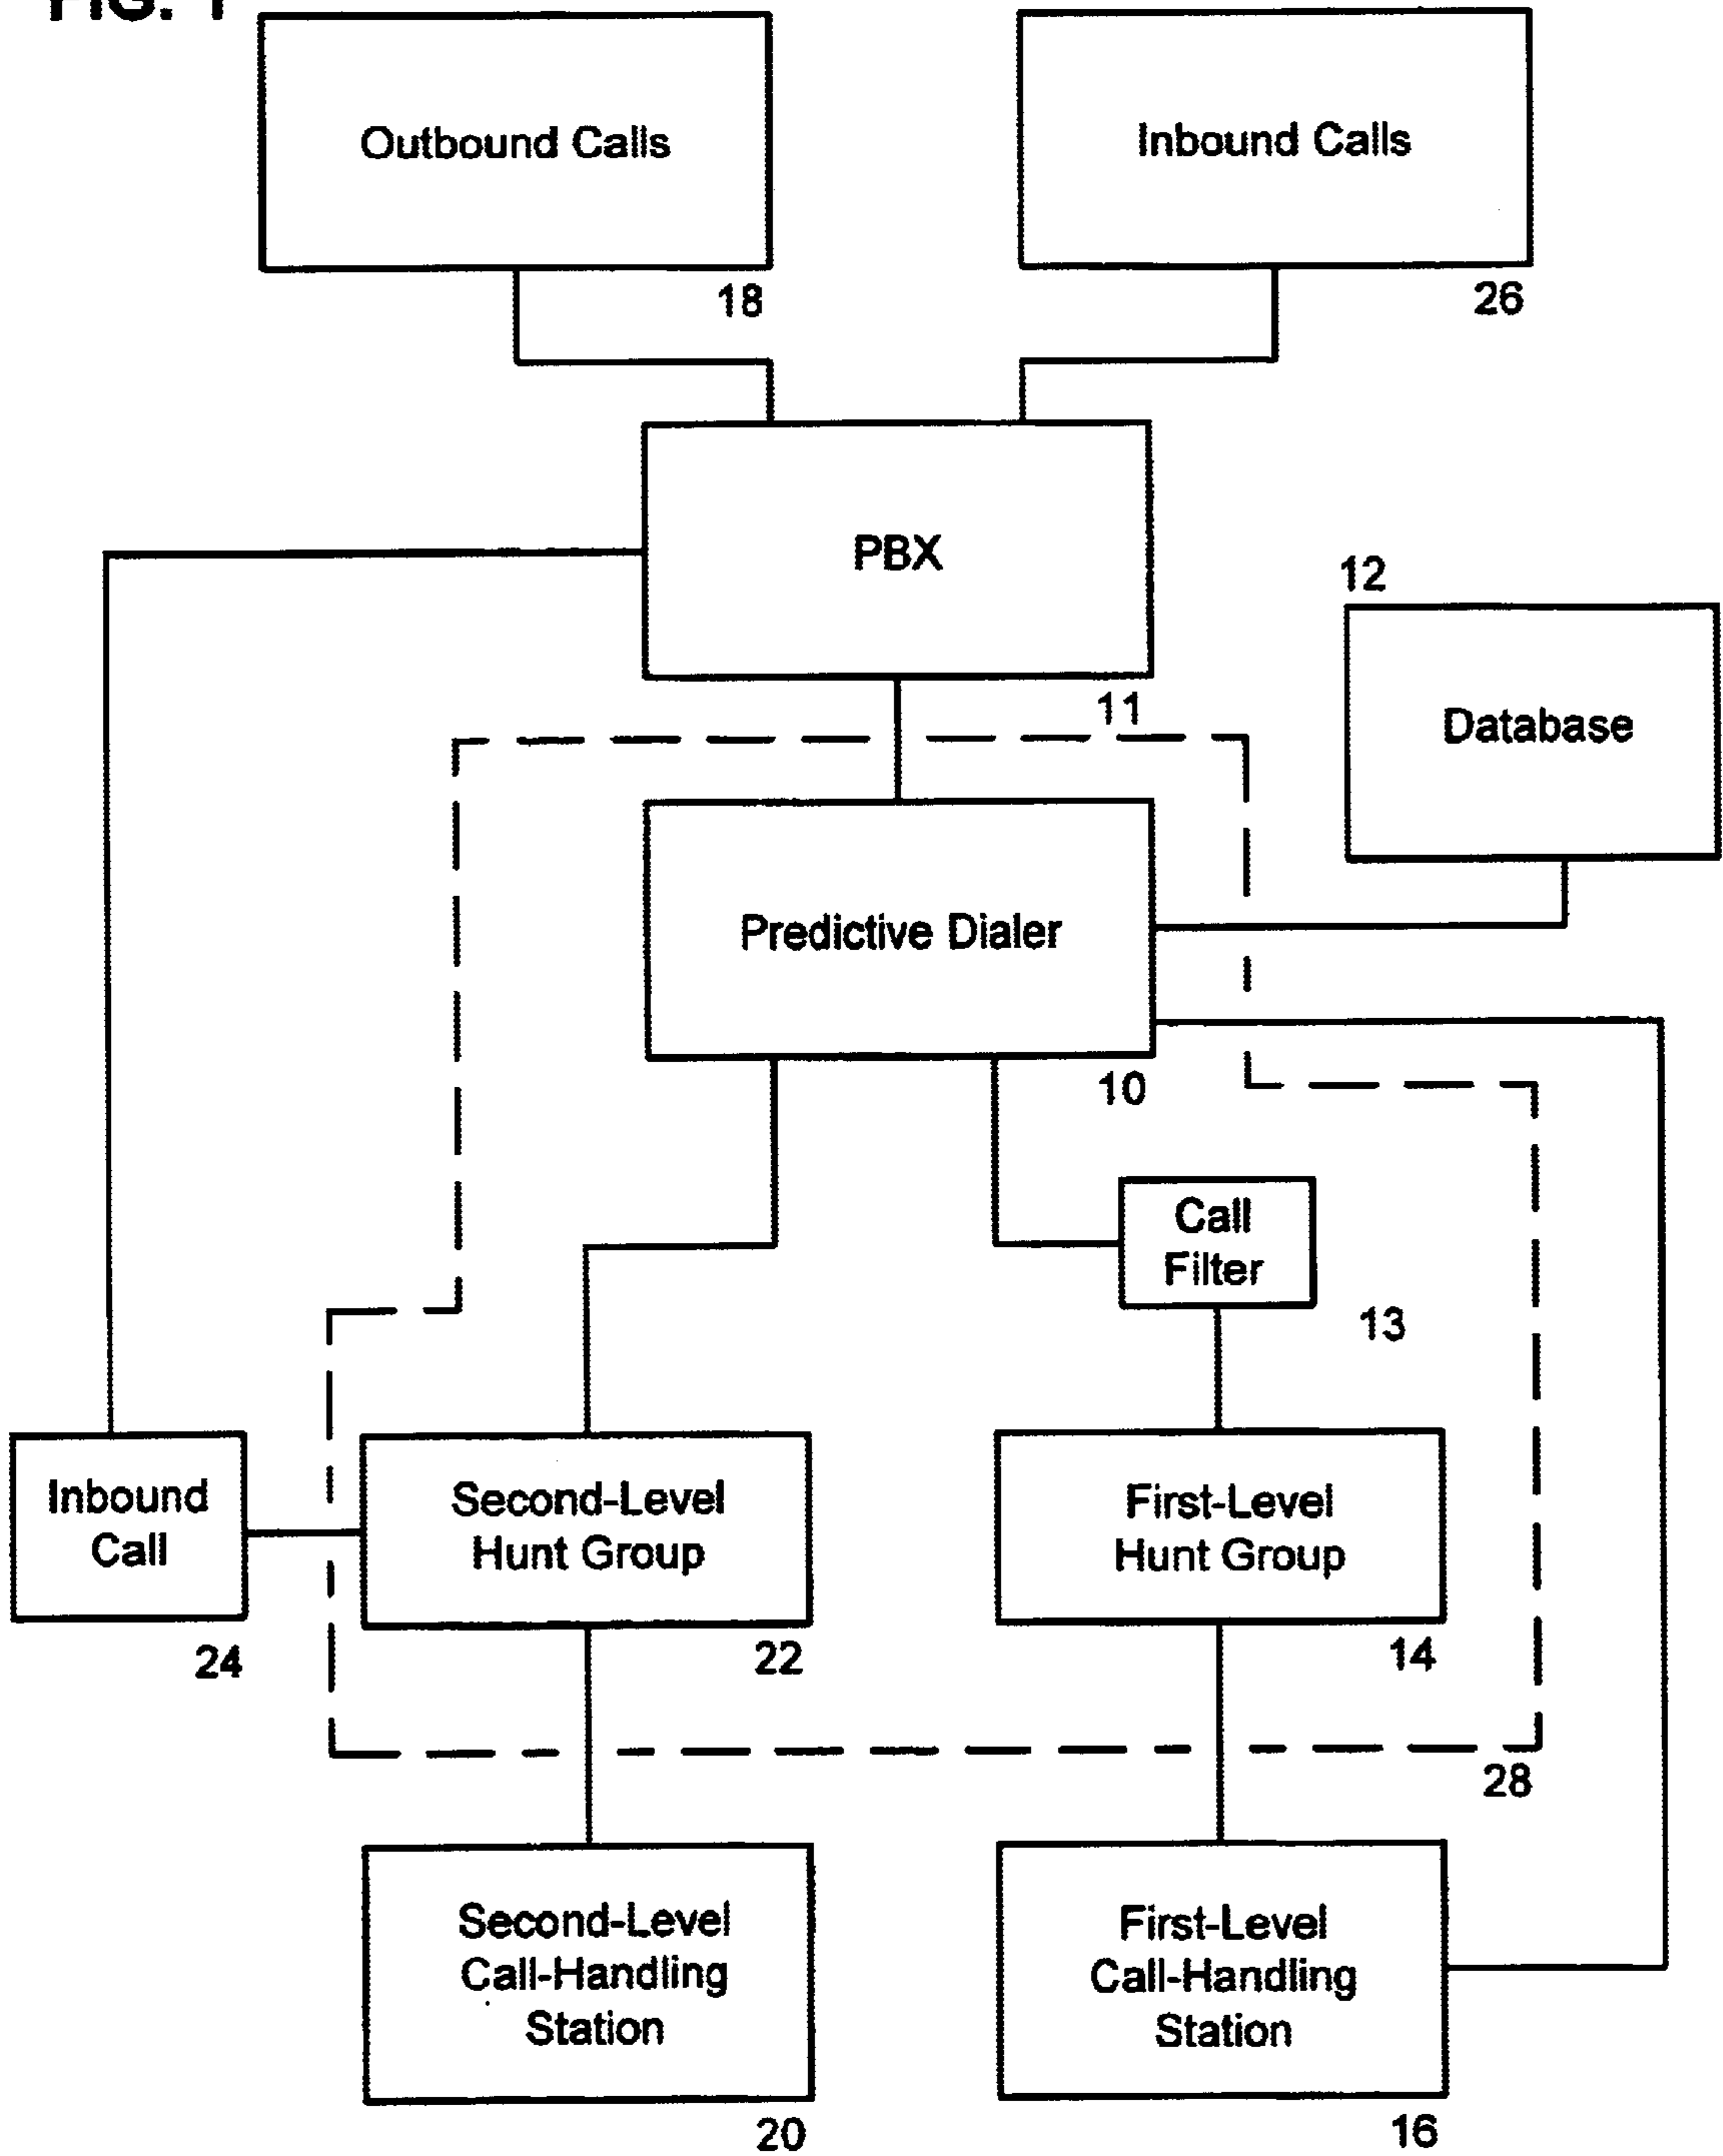 FIG. 1
Outbound Calls
Inbound Calls
18
26
PBX
12
Database
11
Predictive Dialer
10
Call
Filter
13
Inbound
Call
Second-Level
Hunt Group
First-Level
Hunt Group
24
22
14
28
Second-Level
Call-Handling
Station
First-Level
Call-Handling
Station
20
16